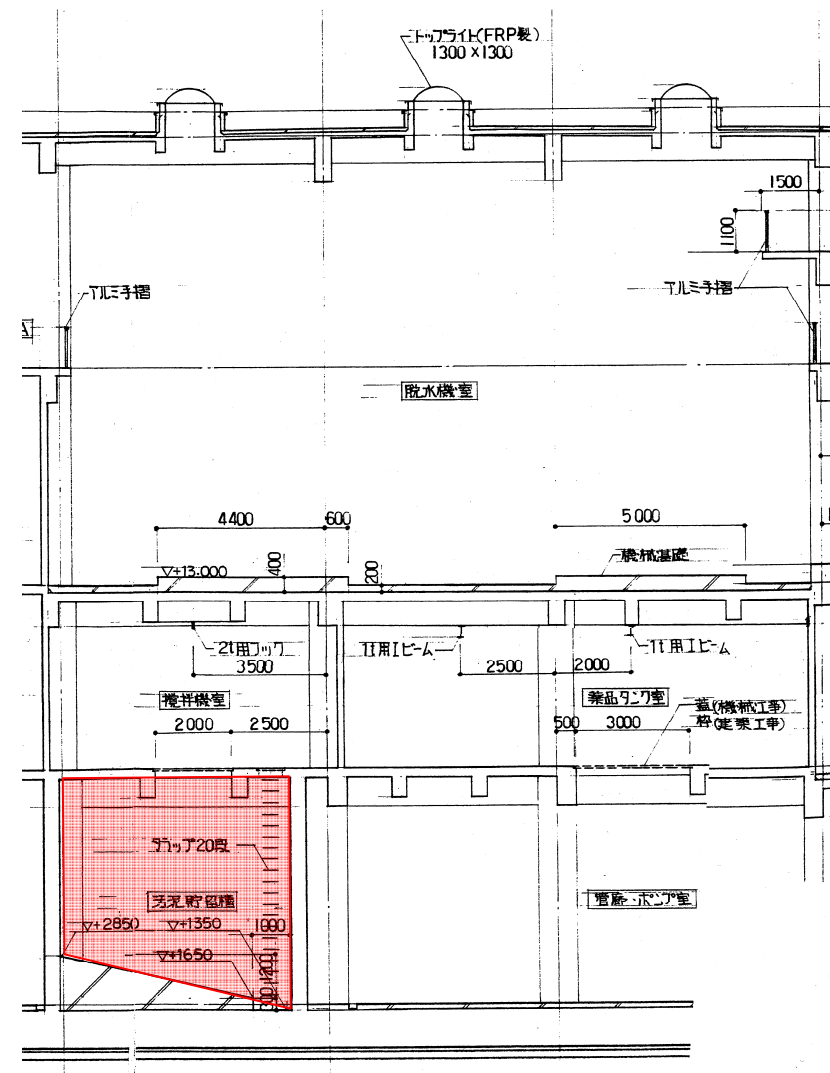 トップライト(FRP製)
1300×1300
1500
1100
アルミ手摺
アルミ手摺
A
脱水機室
4400
600
5000
機械基礎
▽+13.000
400
200
2t用フック
1t用Iビーム
1t用Iビーム
3500
2500
2000
撹拌機室
薬品タンク室
蓋(機械工事)
枠(建築工事)
2000
2500
500
3000
タラップ20段
汚泥貯留槽
管廊・ポンプ室
▽+2850
▽+1350
1000
▽+1650